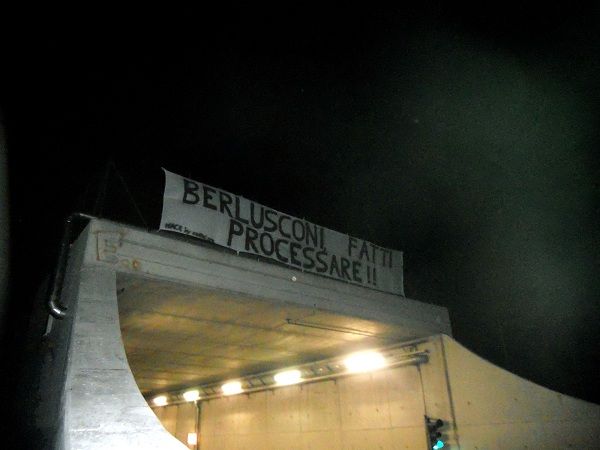 BERLUSCONI, FATTI
PROCESSARE!!